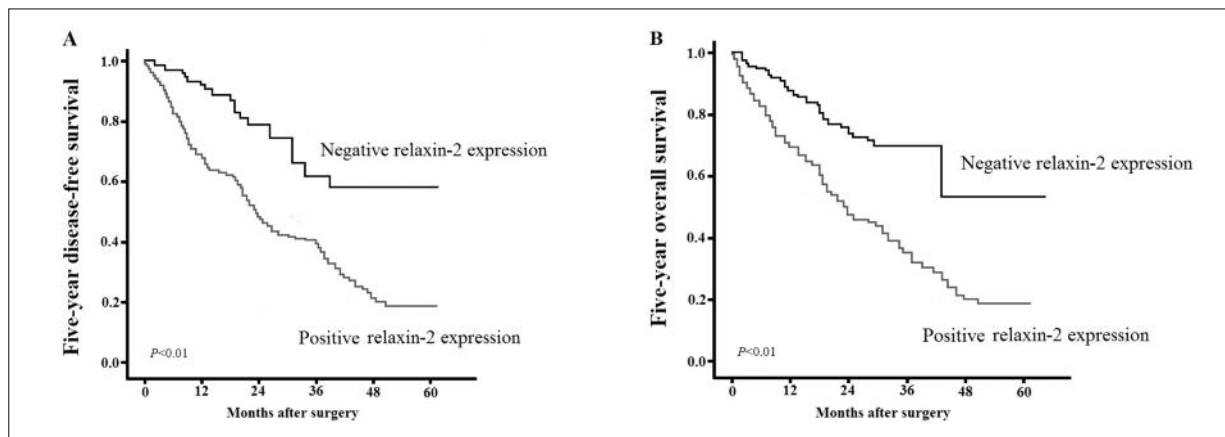 A
Five-year disease-free survival
1.0
0.8
0.6
0.4
0.2
0.0
Negative relaxin-2 expression
Positive relaxin-2 expression
P<0.01
0 12 24 36 48 60
Months after surgery
B
Five-year overall survival
1.0
0.8
0.6
0.4
0.2
0.0
Negative relaxin-2 expression
Positive relaxin-2 expression
P<0.01
0 12 24 36 48 60
Months after surgery